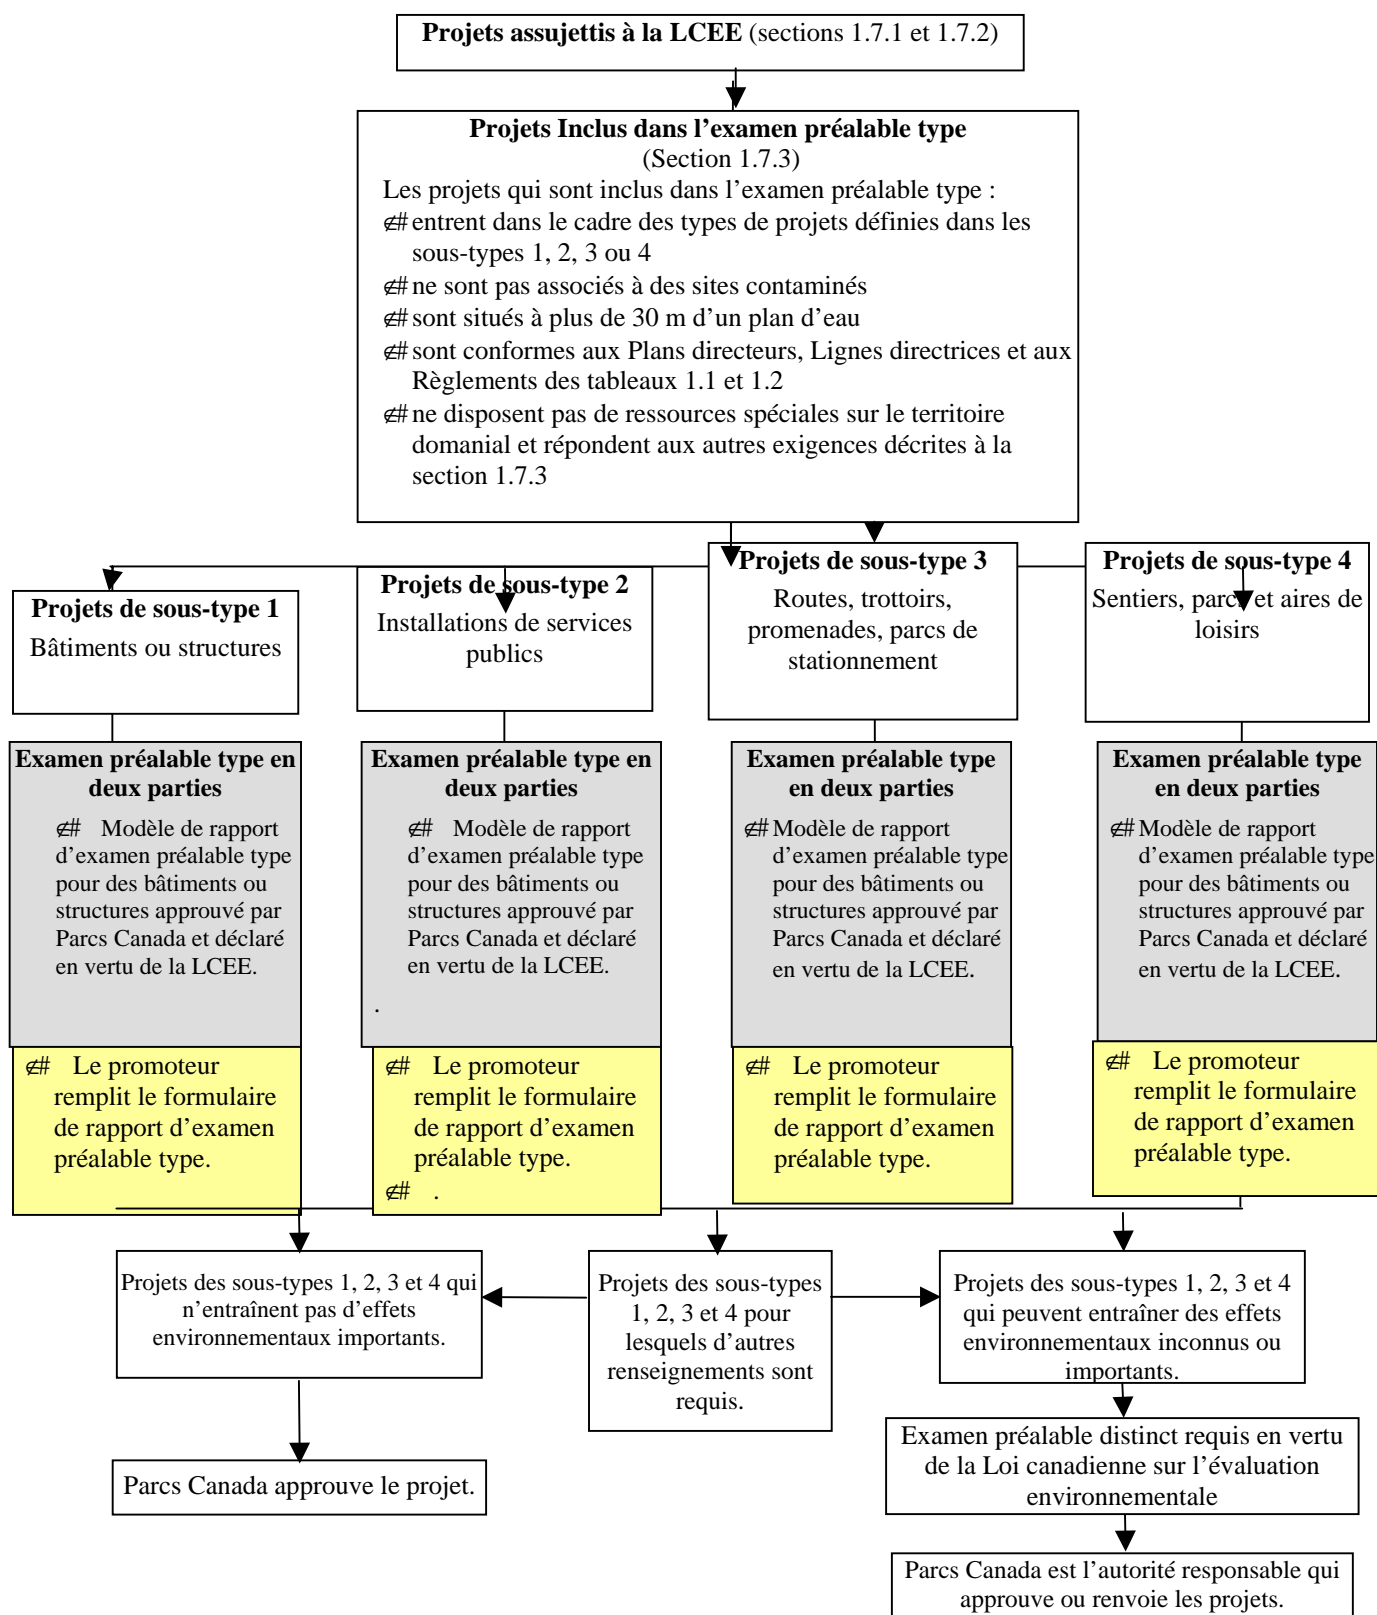 Projets assujettis à la LCEE (sections 1.7.1 et 1.7.2)
Projets Inclus dans l’examen préalable type
(Section 1.7.3)
Les projets qui sont inclus dans l’examen préalable type :
∉# entrent dans le cadre des types de projets définies dans les
sous-types 1, 2, 3 ou 4
∉# ne sont pas associés à des sites contaminés
∉# sont situés à plus de 30 m d’un plan d’eau
∉# sont conformes aux Plans directeurs, Lignes directrices et aux
Règlements des tableaux 1.1 et 1.2
∉# ne disposent pas de ressources spéciales sur le territoire
domanial et répondent aux autres exigences décrites à la
section 1.7.3
Projets de sous-type 1
Bâtiments ou structures
Projets de sous-type 2
Installations de services
publics
Projets de sous-type 3
Routes, trottoirs,
promenades, parcs de
stationnement
Projets de sous-type 4
Sentiers, parcs et aires de
loisirs
Examen préalable type en
deux parties
∉# Modèle de rapport
d’examen préalable type
pour des bâtiments ou
structures approuvé par
Parcs Canada et déclaré
en vertu de la LCEE.
Examen préalable type en
deux parties
∉# Modèle de rapport
d’examen préalable type
pour des bâtiments ou
structures approuvé par
Parcs Canada et déclaré
en vertu de la LCEE.
.
Examen préalable type
en deux parties
∉# Modèle de rapport
d’examen préalable type
pour des bâtiments ou
structures approuvé par
Parcs Canada et déclaré
en vertu de la LCEE.
Examen préalable type
en deux parties
∉# Modèle de rapport
d’examen préalable type
pour des bâtiments ou
structures approuvé par
Parcs Canada et déclaré
en vertu de la LCEE.
∉# Le promoteur
remplit le formulaire
de rapport d’examen
préalable type.
∉# Le promoteur
remplit le formulaire
de rapport d’examen
préalable type.
∉# .
∉# Le promoteur
remplit le formulaire
de rapport d’examen
préalable type.
∉# Le promoteur
remplit le formulaire
de rapport d’examen
préalable type.
Projets des sous-types 1, 2, 3 et 4 qui
n’entraînent pas d’effets
environnementaux importants.
Projets des sous-types
1, 2, 3 et 4 pour
lesquels d’autres
renseignements sont
requis.
Projets des sous-types 1, 2, 3 et 4
qui peuvent entraîner des effets
environnementaux inconnus ou
importants.
Parcs Canada approuve le projet.
Examen préalable distinct requis en vertu
de la Loi canadienne sur l’évaluation
environnementale
Parcs Canada est l’autorité responsable qui
approuve ou renvoie les projets.